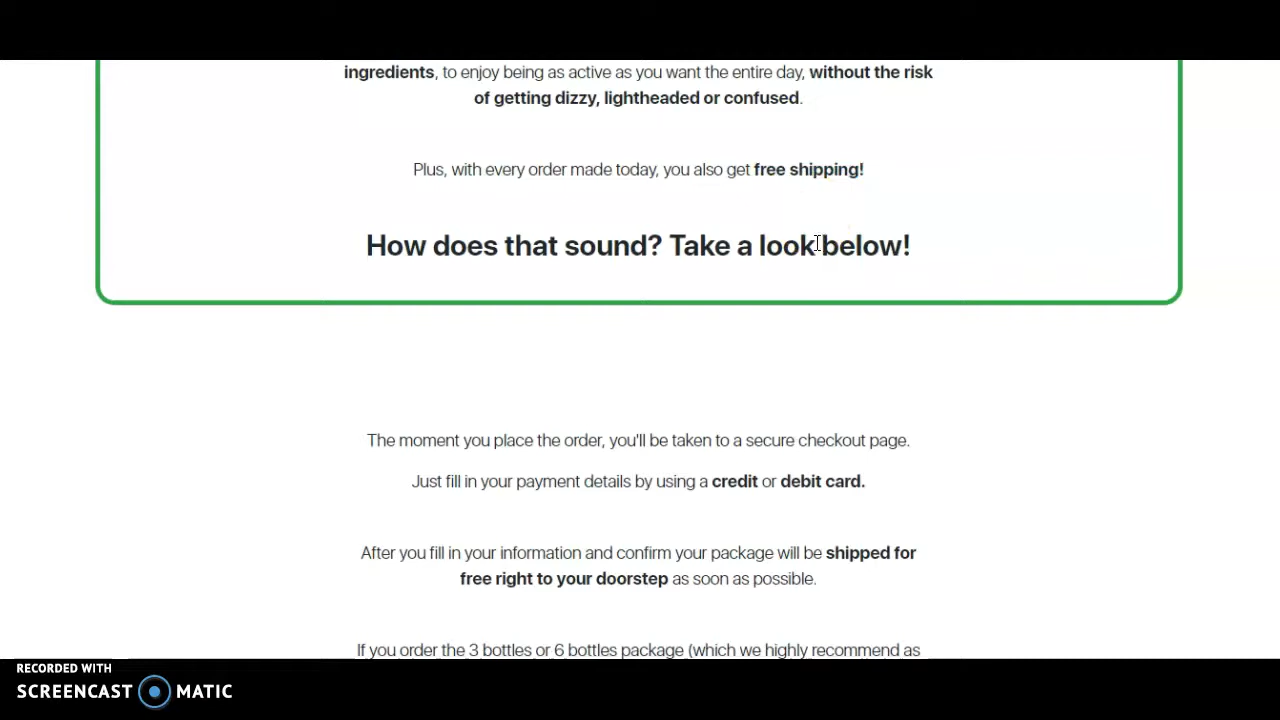 ingredients, to enjoy being as active as you want the entire day, without the risk
of getting dizzy, lightheaded or confused.
Plus, with every order made today, you also get free shipping!
How does that sound? Take a look below!
The moment you place the order, you'll be taken to a secure checkout page.
Just fill in your payment details by using a credit or debit card.
After you fill in your information and confirm your package will be shipped for
free right to your doorstep as soon as possible.
If you order the 3 bottles or 6 bottles package (which we highly recommend as
RECORDED WITH
SCREENCAST MATIC